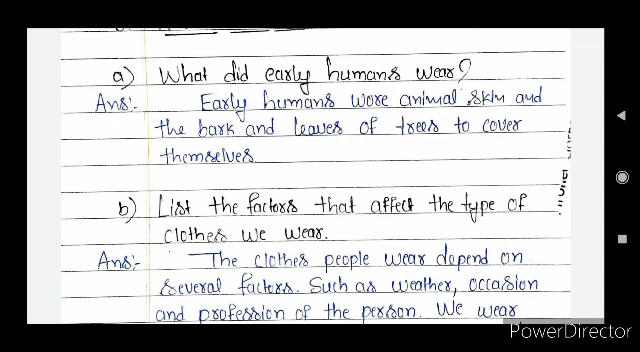 a) What did early humans wear?
Ans:- Early humans wore animal skin and
the bark and leaves of trees to cover
themselves
b) List the factors that affect the type of
clothes we wear.
Ans:- The clothes people wear depend on
several factors. Such as weather, occasion
and profession of the person. We wear
PowerDirector